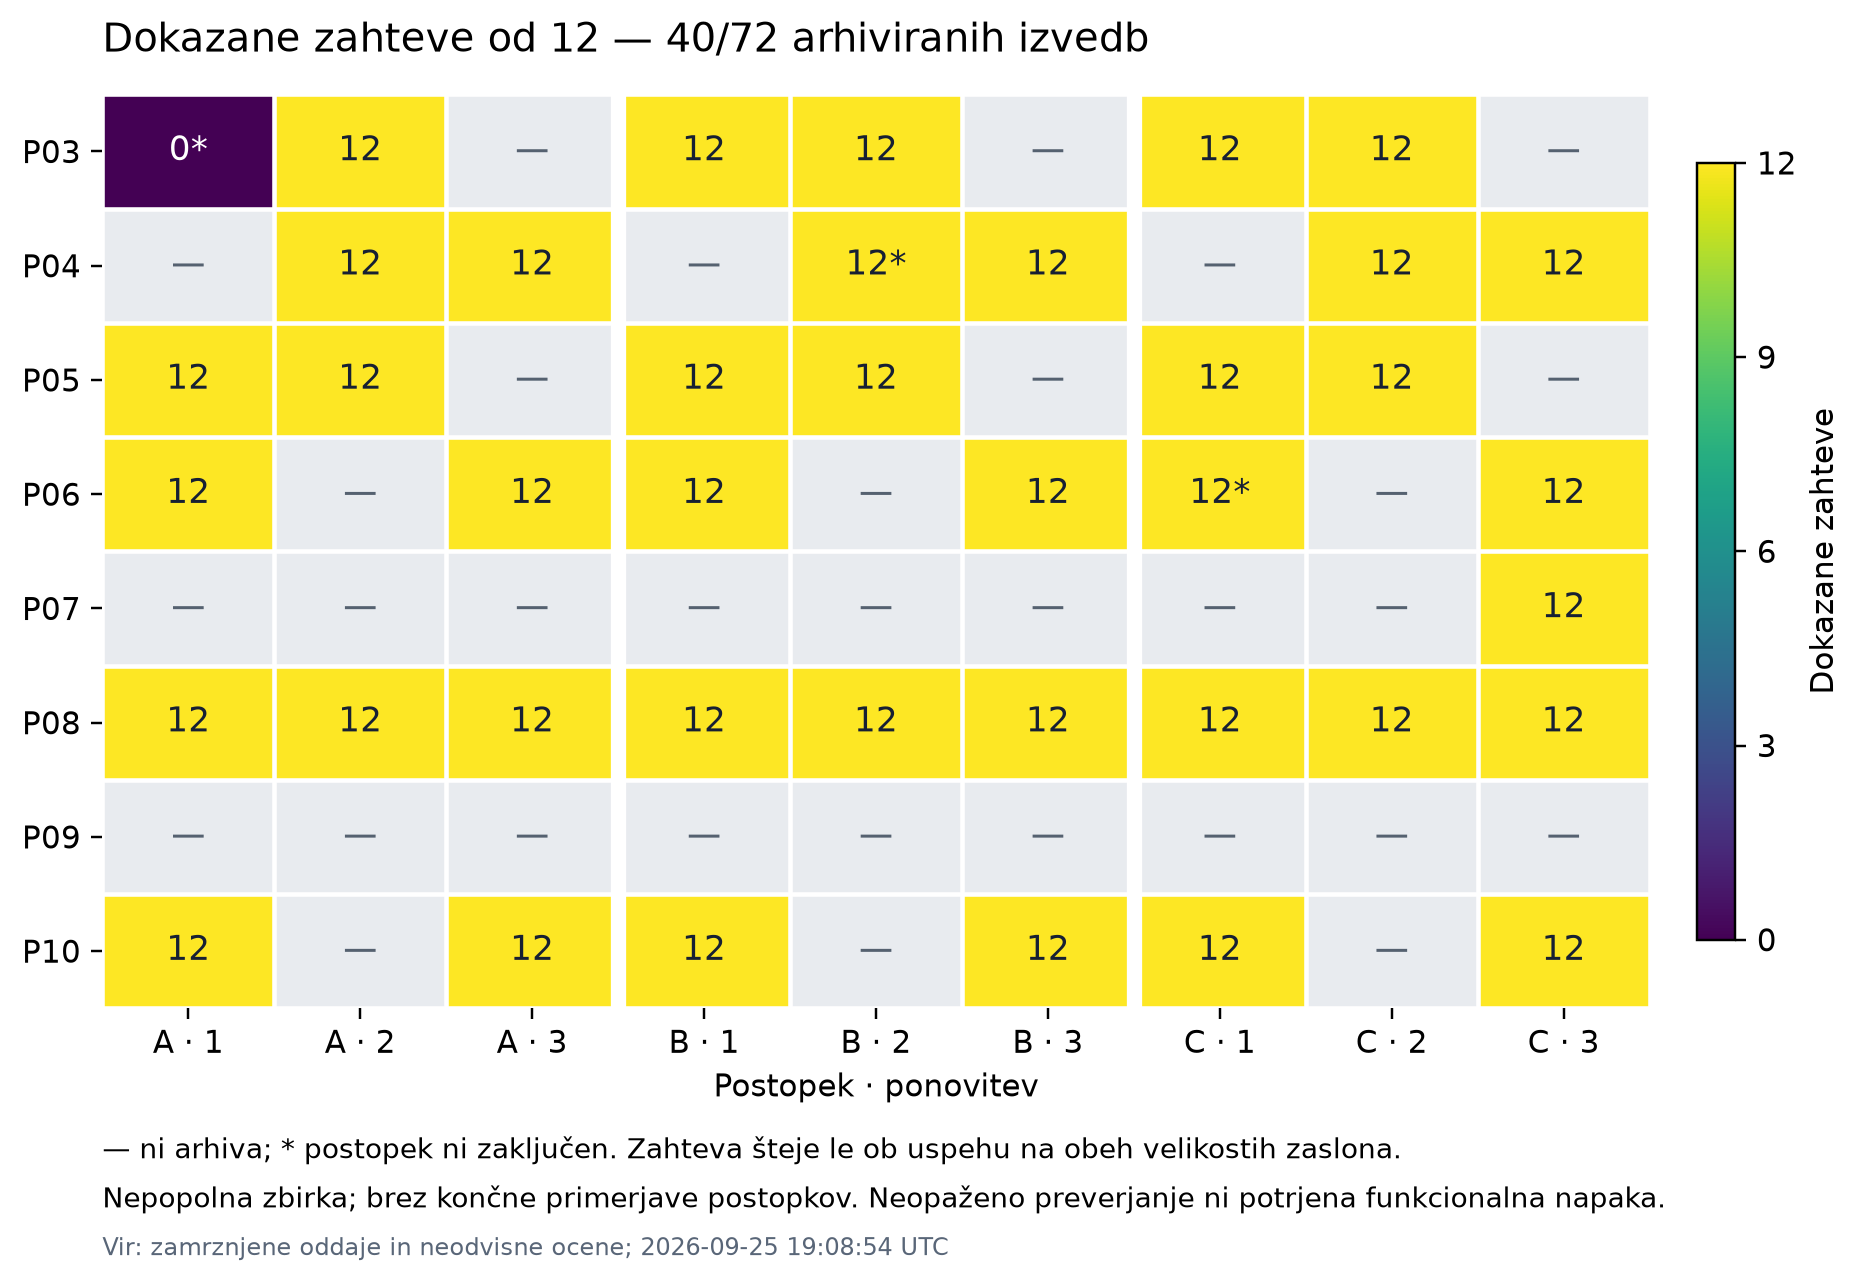 Dokazane zahteve od 12 — 40/72 arhiviranih izvedb
P03 0* 12 — 12 12 — 12 12 —
P04 — 12 12 — 12* 12 — 12 12
P05 12 12 — 12 12 — 12 12 —
P06 12 — 12 12 — 12 12* — 12
P07 — — — — — — — — 12
P08 12 12 12 12 12 12 12 12 12
P09 — — — — — — — — —
P10 12 — 12 12 — 12 12 — 12
A · 1 A · 2 A · 3 B · 1 B · 2 B · 3 C · 1 C · 2 C · 3
Postopek · ponovitev
12
9
6
3
0
Dokazane zahteve
— ni arhiva; * postopek ni zaključen. Zahteva šteje le ob uspehu na obeh velikostih zaslona.
Nepopolna zbirka; brez končne primerjave postopkov. Neopaženo preverjanje ni potrjena funkcionalna napaka.
Vir: zamrznjene oddaje in neodvisne ocene; 2026-09-25 19:08:54 UTC